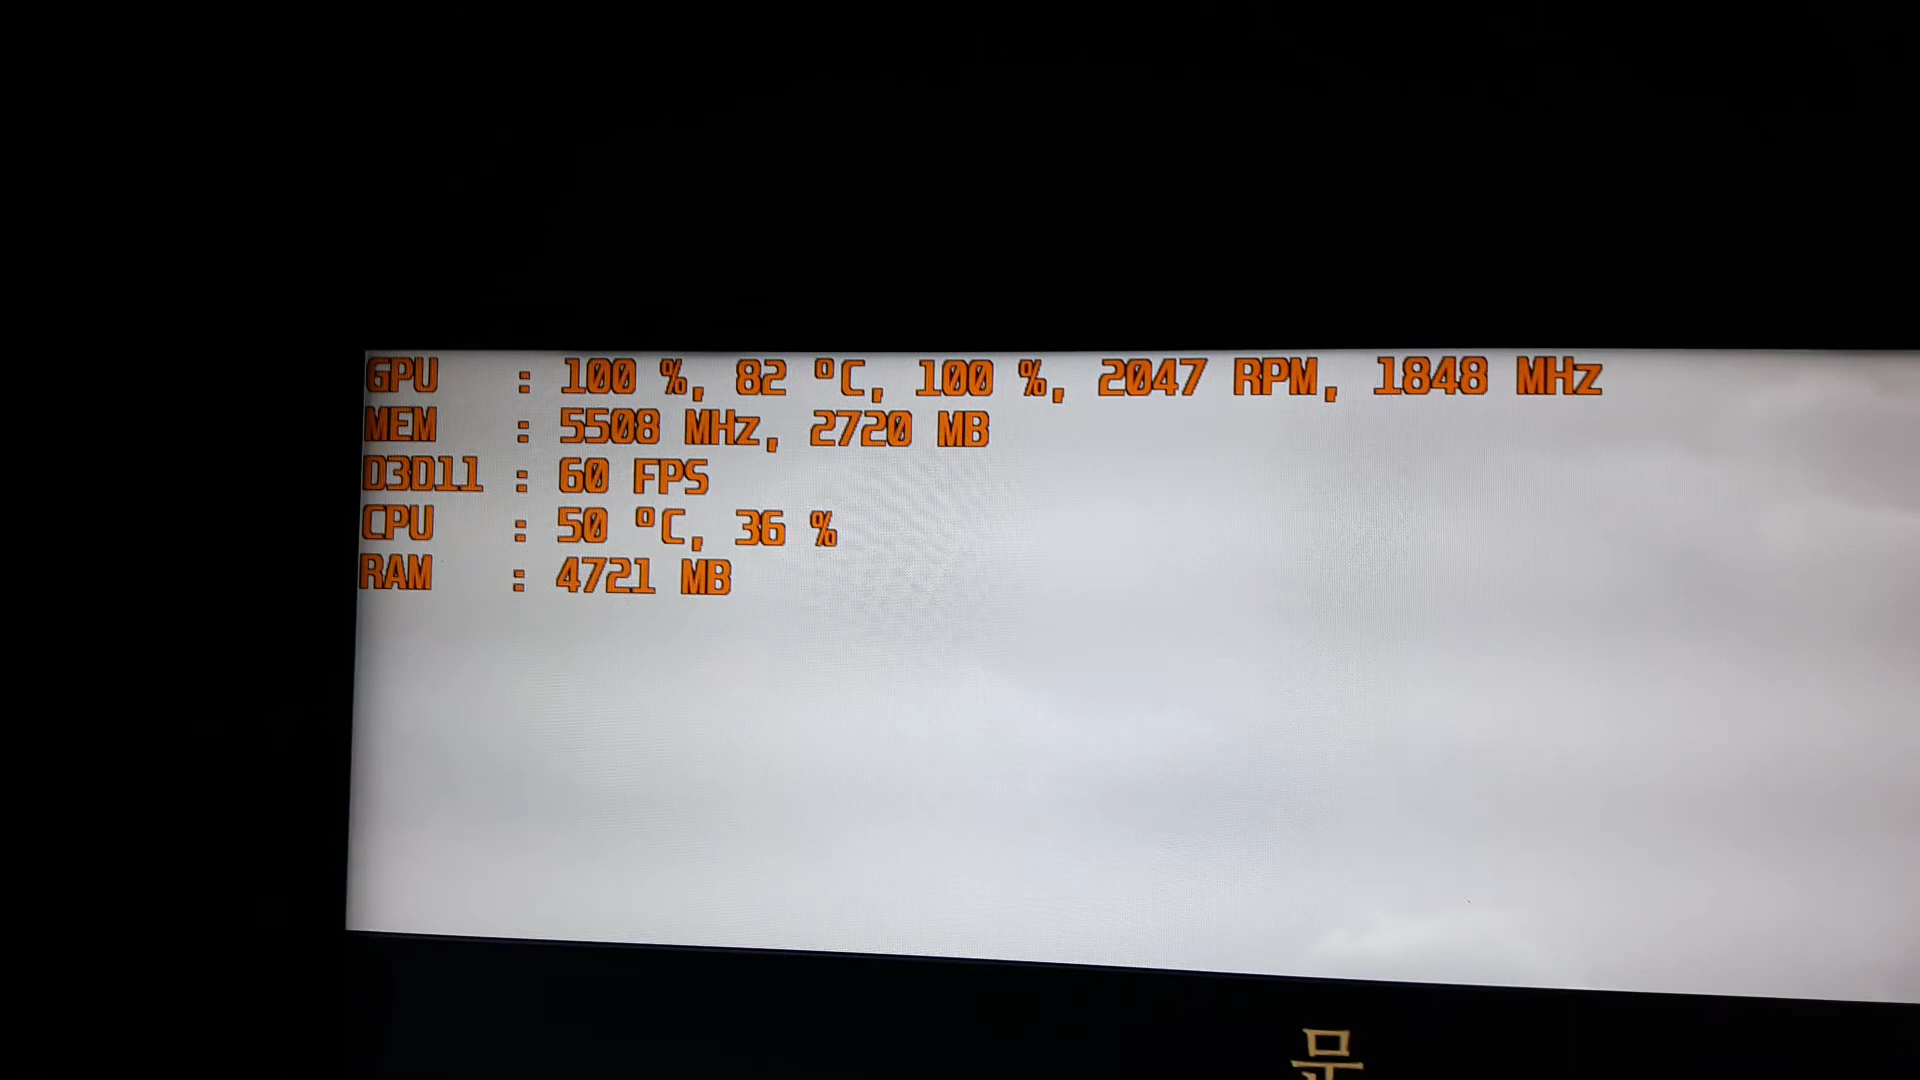 GPU : 100 %, 82 °C, 100 %, 2047 RPM, 1848 MHz
MEM : 5508 MHz, 2720 MB
D3D11 : 60 FPS
CPU : 50 °C, 36 %
RAM : 4721 MB